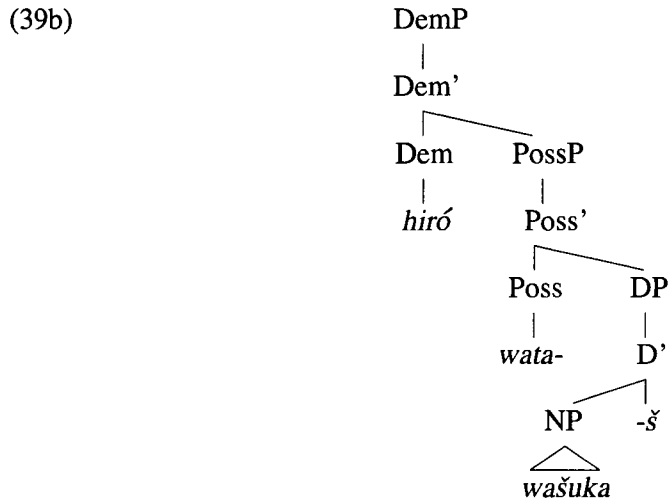 (39b) DemP
Dem’
Dem PossP
hiró Poss’
Poss DP
wata- D’
NP -š
wašuka